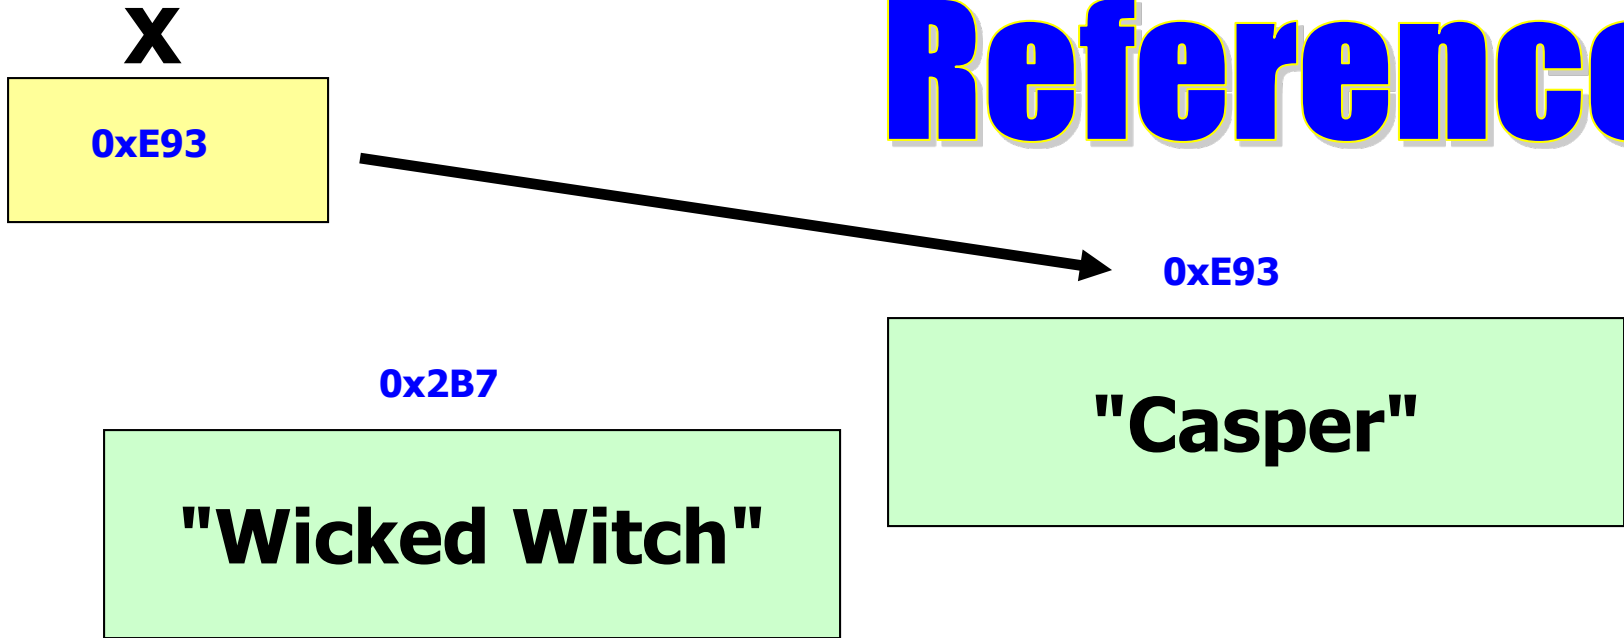 x
Reference
0xE93
0xE93
0x2B7
"Casper"
"Wicked Witch"